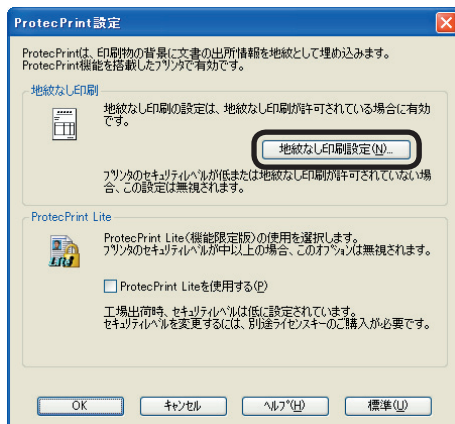 ProtecPrint設定
ProtecPrintは、印刷物の背景に文書の出所情報を地紋として埋め込みます。
ProtecPrint機能を搭載したﾌﾟﾘﾝﾀで有効です。
地紋なし印刷
地紋なし印刷の設定は、地紋なし印刷が許可されている場合に有効
です。
地紋なし印刷設定(N)...
ﾌﾟﾘﾝﾀのｾｷｭﾘﾃｨﾚﾍﾞﾙが低または地紋なし印刷が許可されていない場
合、この設定は無視されます。
ProtecPrint Lite
ProtecPrint Lite(機能限定版)の使用を選択します。
ﾌﾟﾘﾝﾀのｾｷｭﾘﾃｨﾚﾍﾞﾙが中以上の場合、このｵﾌﾟｼｮﾝは無視されます。
ProtecPrint Liteを使用する(P)
工場出荷時、ｾｷｭﾘﾃｨﾚﾍﾞﾙは低に設定されています。
ｾｷｭﾘﾃｨﾚﾍﾞﾙを変更するには、別途ﾗｲｾﾝｽｷｰのご購入が必要です。
OK ｷｬﾝｾﾙ ﾍﾙﾌﾟ(H) 標準(U)